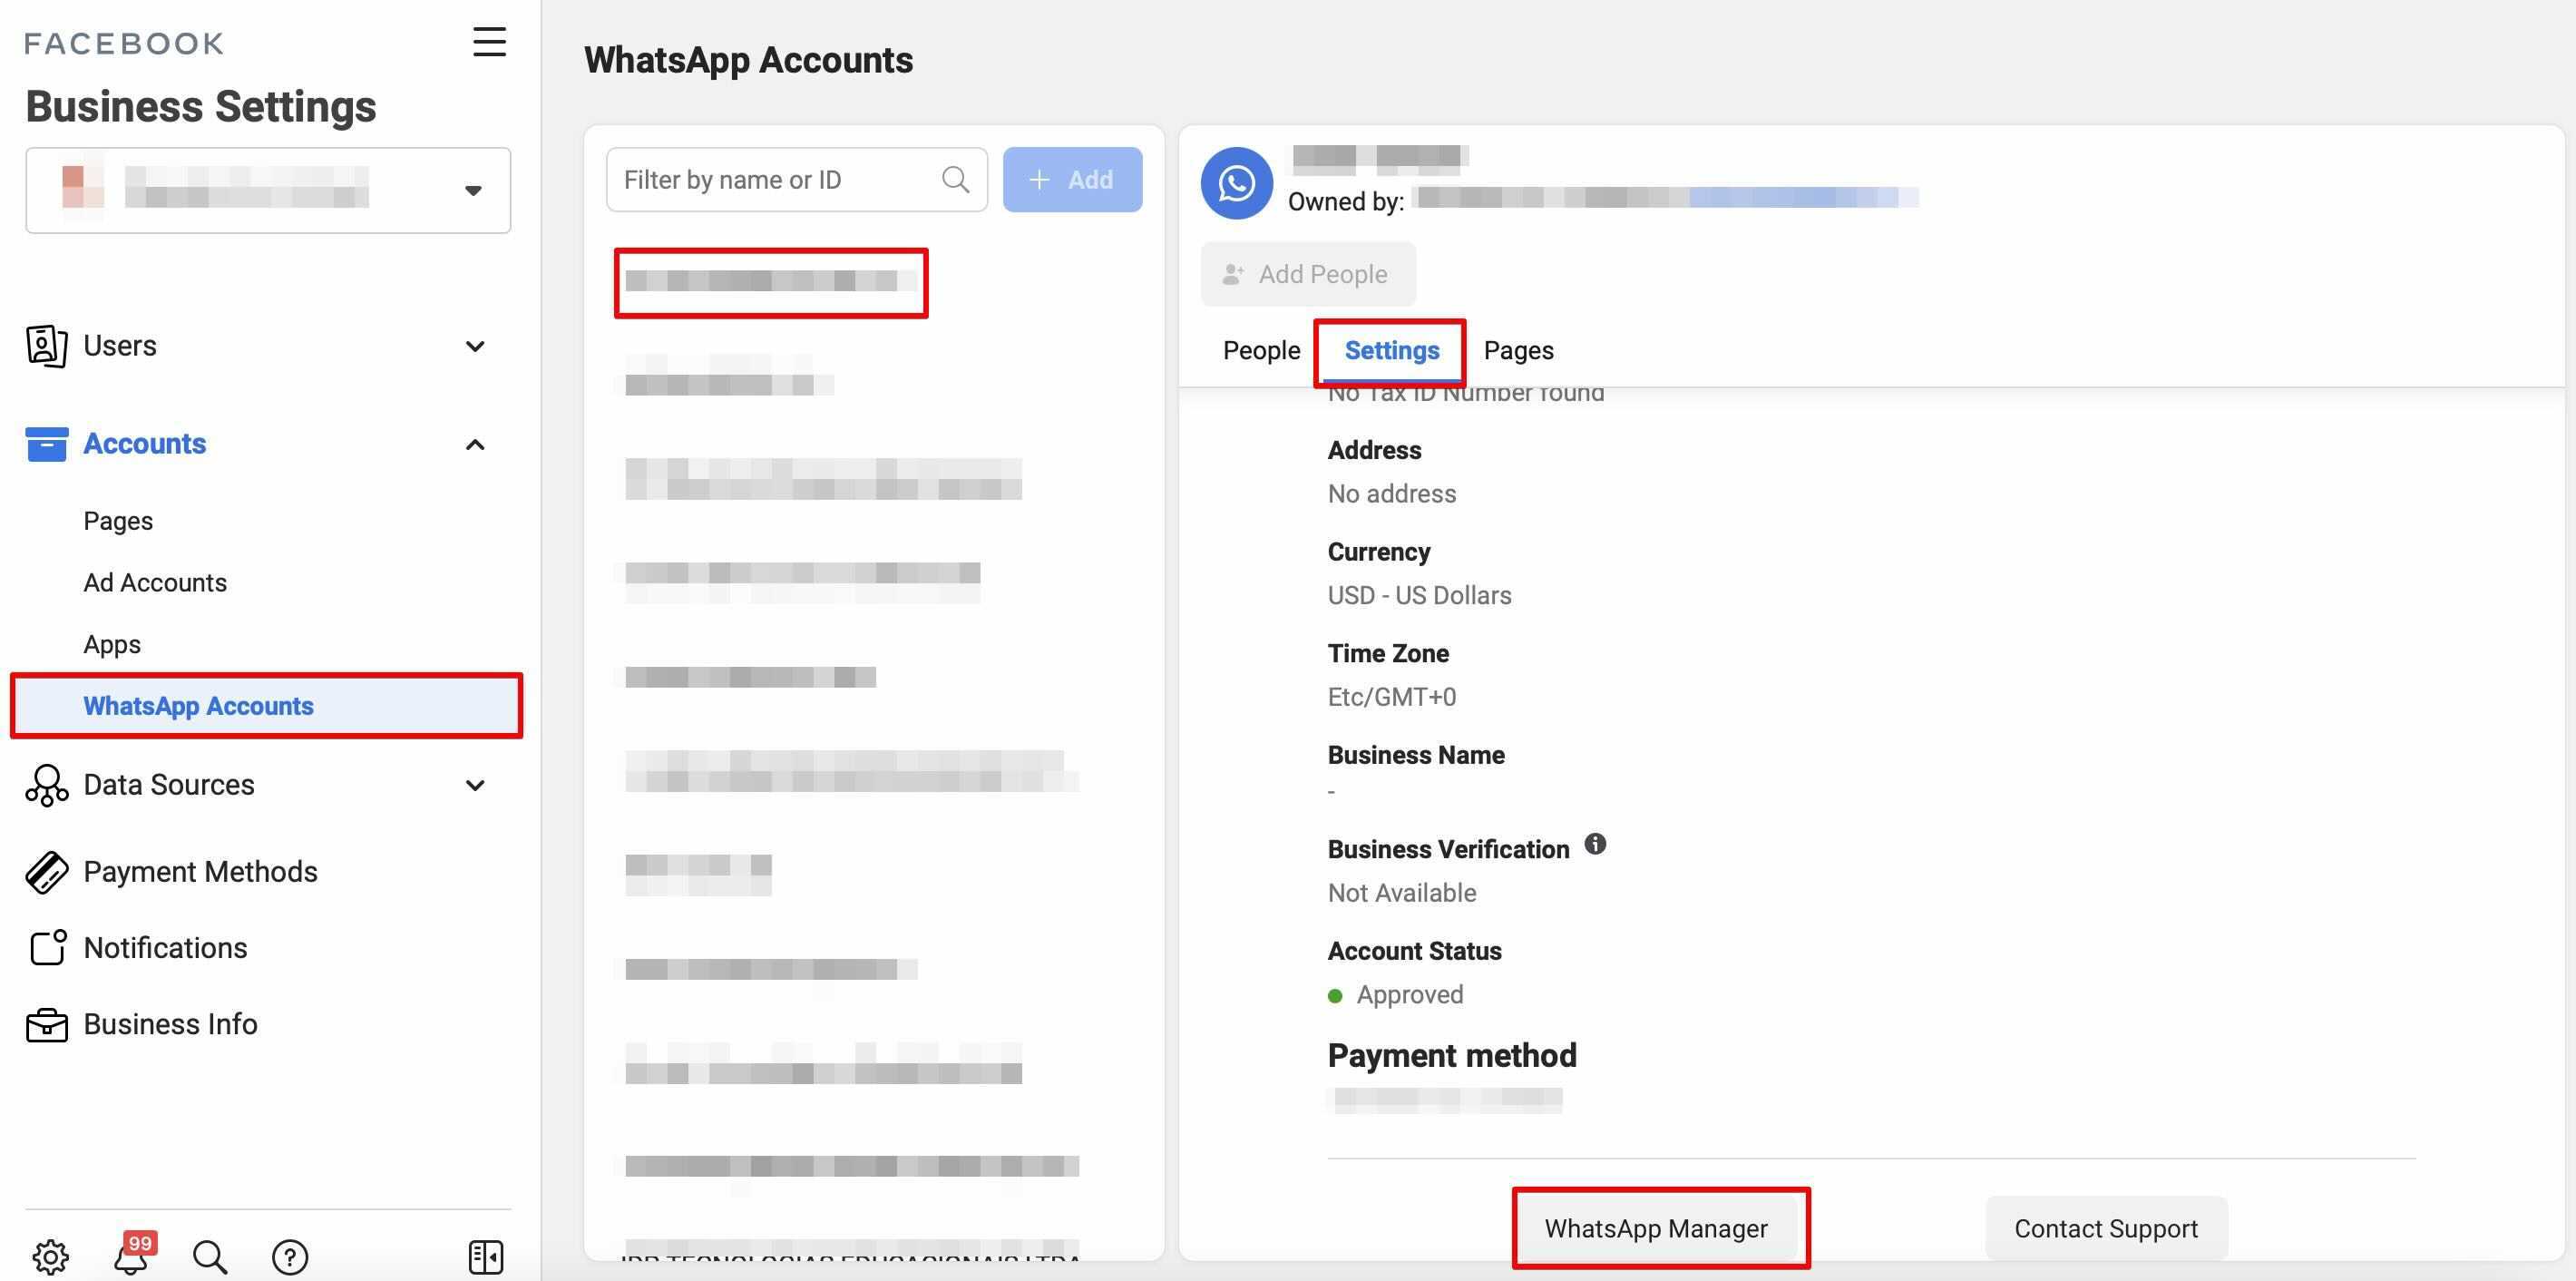 FACEBOOK
Business Settings
Users
Accounts
Pages
Ad Accounts
Apps
WhatsApp Accounts
Data Sources
Payment Methods
Notifications
Business Info
99
WhatsApp Accounts
Filter by name or ID
+ Add
Owned by:
Add People
People
Settings
Pages
No Tax ID Number found
Address
No address
Currency
USD - US Dollars
Time Zone
Etc/GMT+0
Business Name
-
Business Verification
Not Available
Account Status
Approved
Payment method
WhatsApp Manager
Contact Support